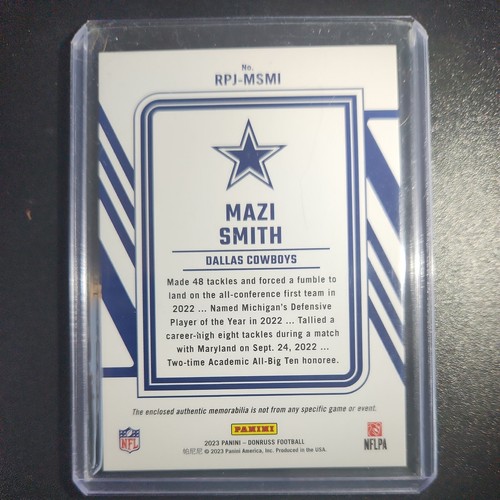 No.
RPJ-MSMI
MAZI
SMITH
DALLAS COWBOYS
Made 48 tackles and forced a fumble to
land on the all-conference first team in
2022 ... Named Michigan's Defensive
Player of the Year in 2022 ... Tallied a
career-high eight tackles during a match
with Maryland on Sept. 24, 2022 ...
Two-time Academic All-Big Ten honoree.
The enclosed authentic memorabilia is not from any specific game or event.
PANINI
NFL
2023 PANINI – DONRUSS FOOTBALL
帕尼尼 © 2023 Panini America, Inc. Produced in the USA.
NFLPA